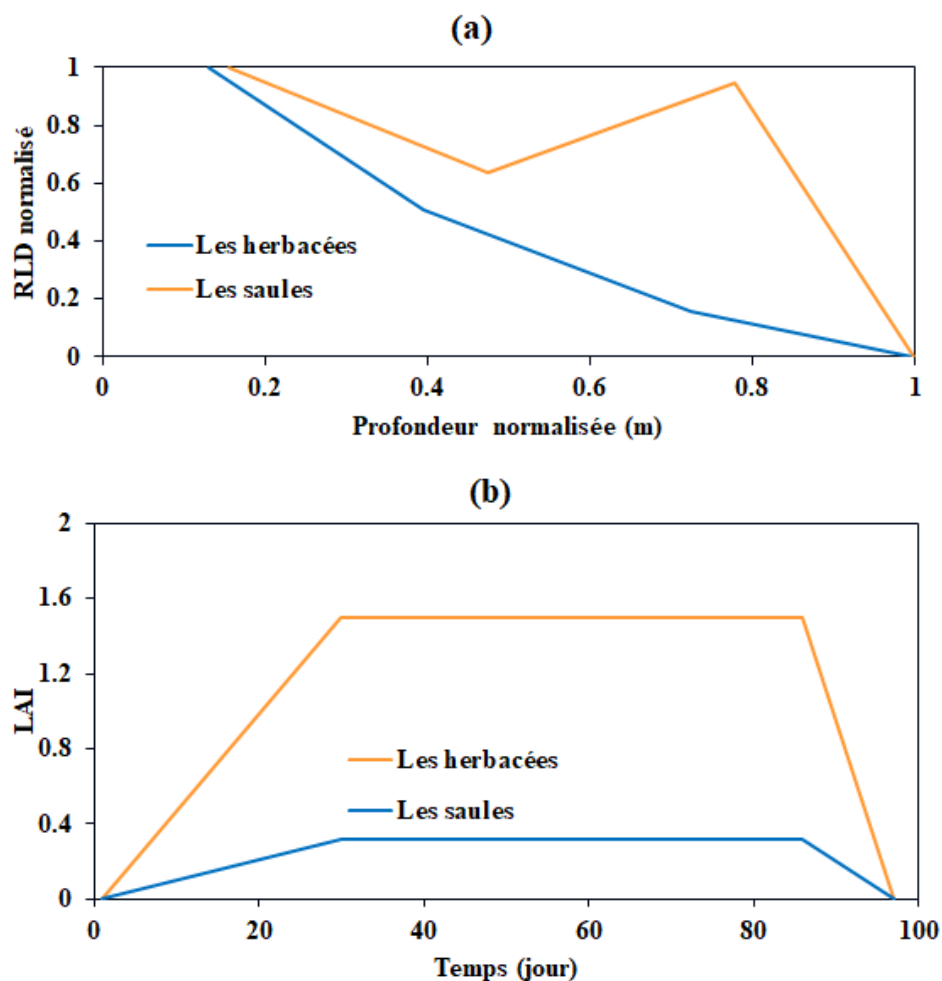 (a)
RLD normalisé
1
0.8
0.6
0.4
0.2
0
Les herbacées
Les saules
0 0.2 0.4 0.6 0.8 1
Profondeur normalisée (m)
(b)
LAI
2
1.6
1.2
0.8
0.4
0
Les herbacées
Les saules
0 20 40 60 80 100
Temps (jour)